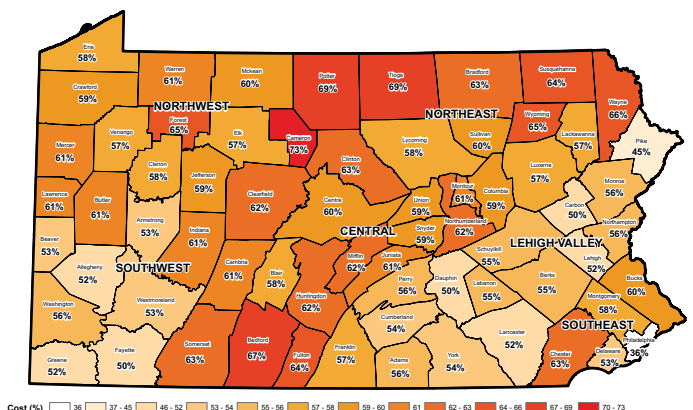 Erie
58%
Crawford
59%
Warren
61%
Mckean
60%
Potter
69%
Tioga
69%
Bradford
63%
Susquehanna
64%
Wayne
66%
NORTHWEST
Forest
65%
Cameron
73%
NORTHEAST
Wyoming
65%
Lackawanna
57%
Pike
45%
Mercer
61%
Venango
57%
Elk
57%
Clinton
63%
Lycoming
58%
Sullivan
60%
Luzerne
57%
Monroe
56%
Clarion
58%
Jefferson
59%
Clearfield
62%
Centre
60%
Union
59%
Montour
61%
Columbia
59%
Carbon
50%
Northampton
56%
Lawrence
61%
Butler
61%
Armstrong
53%
Indiana
61%
CENTRAL
Snyder
59%
Northumberland
62%
LEHIGH VALLEY
Schuylkill
55%
Lehigh
52%
Beaver
53%
Allegheny
52%
SOUTHWEST
Cambria
61%
Blair
58%
Huntingdon
62%
Mifflin
62%
Juniata
61%
Perry
56%
Dauphin
50%
Lebanon
55%
Berks
55%
Bucks
60%
Montgomery
58%
Washington
56%
Westmoreland
53%
Cumberland
54%
Lancaster
52%
SOUTHEAST
Philadelphia
36%
Greene
52%
Fayette
50%
Somerset
63%
Bedford
67%
Fulton
64%
Franklin
57%
Adams
56%
York
54%
Chester
63%
Delaware
53%
Cost (%) 36 37 - 45 46 - 52 53 - 54 55 - 56 57 - 58 59 - 60 61 62 - 63 64 - 66 67 - 69 70 - 73